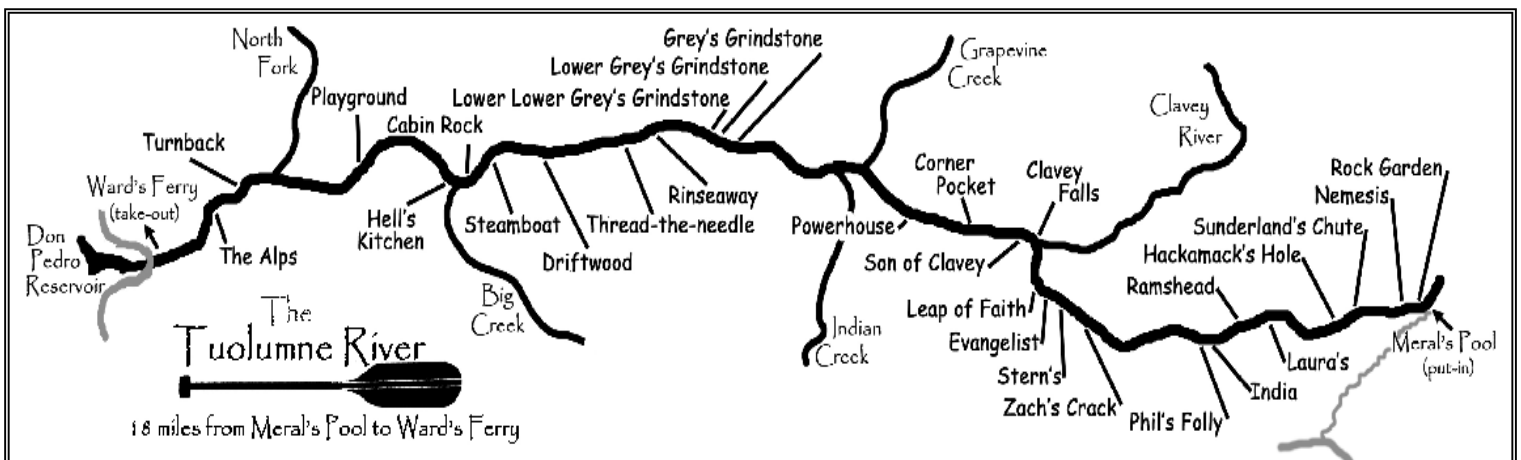 North
Fork
Playground
Turnback
Ward's Ferry
(take-out)
Don
Pedro
Reservoir
The Alps
Cabin Rock
Hell's
Kitchen
Big
Creek
Grey's Grindstone
Lower Grey's Grindstone
Lower Lower Grey's Grindstone
Steamboat
Driftwood
Thread-the-needle
Rinseaway
Grapevine
Creek
Powerhouse
Indian
Creek
Corner
Pocket
Clavey
Falls
Clavey
River
Son of Clavey
Leap of Faith
Evangelist
Stern's
Zach's Crack
Phil's Folly
India
Laura's
Ramshead
Hackamack's Hole
Sunderland's Chute
Nemesis
Rock Garden
Meral's Pool
(put-in)
The
Tuolumne River
18 miles from Meral's Pool to Ward's Ferry